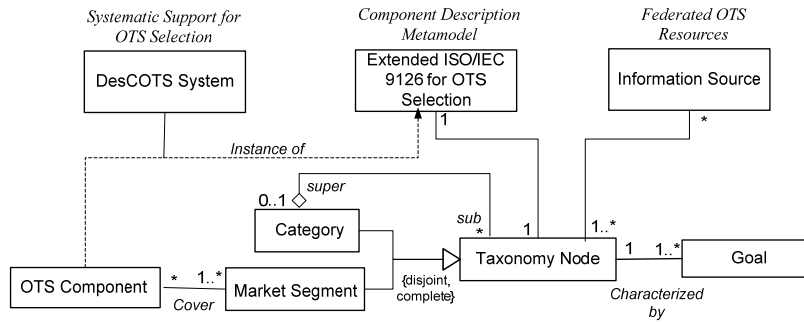 Systematic Support for
OTS Selection
Component Description
Metamodel
Federated OTS
Resources
DesCOTS System
Extended ISO/IEC
9126 for OTS
Selection
Information Source
1
*
Instance of
super
0..1
Category
sub
*
1
1..*
Taxonomy Node
1
1..*
Goal
{disjoint,
complete}
Characterized
by
OTS Component
*
1..*
Cover
Market Segment